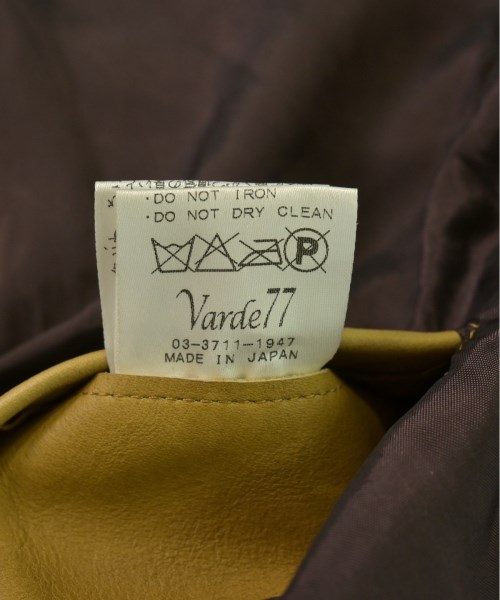 ·DO NOT IRON
·DO NOT DRY CLEAN
P
Varde77
03-3711-1947
MADE IN JAPAN